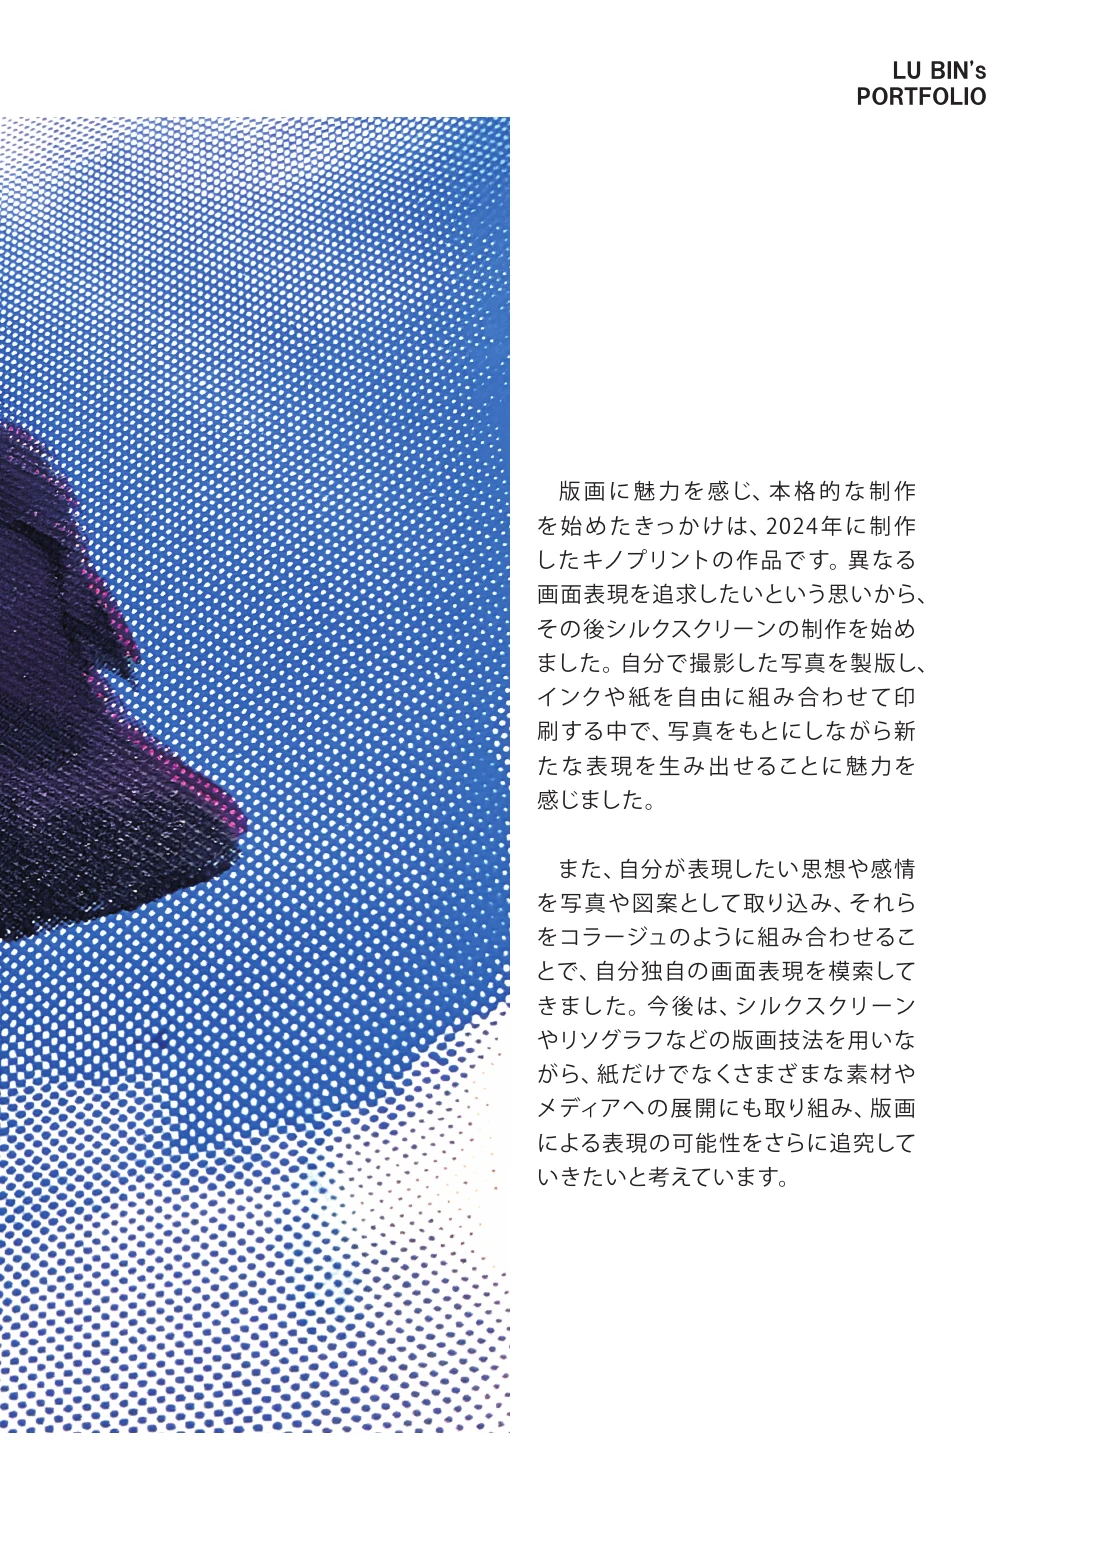 LU BIN's
PORTFOLIO
版画に魅力を感じ、本格的な制作
を始めたきっかけは、2024年に制作
したキノプリントの作品です。異なる
画面表現を追求したいという思いから、
その後シルクスクリーンの制作を始め
ました。自分で撮影した写真を製版し、
インクや紙を自由に組み合わせて印
刷する中で、写真をもとにしながら新
たな表現を生み出せることに魅力を
感じました。
また、自分が表現したい思想や感情
を写真や図案として取り込み、それら
をコラージュのように組み合わせるこ
とで、自分独自の画面表現を模索して
きました。今後は、シルクスクリーン
やリソグラフなどの版画技法を用いな
がら、紙だけでなくさまざまな素材や
メディアへの展開にも取り組み、版画
による表現の可能性をさらに追究して
いきたいと考えています。